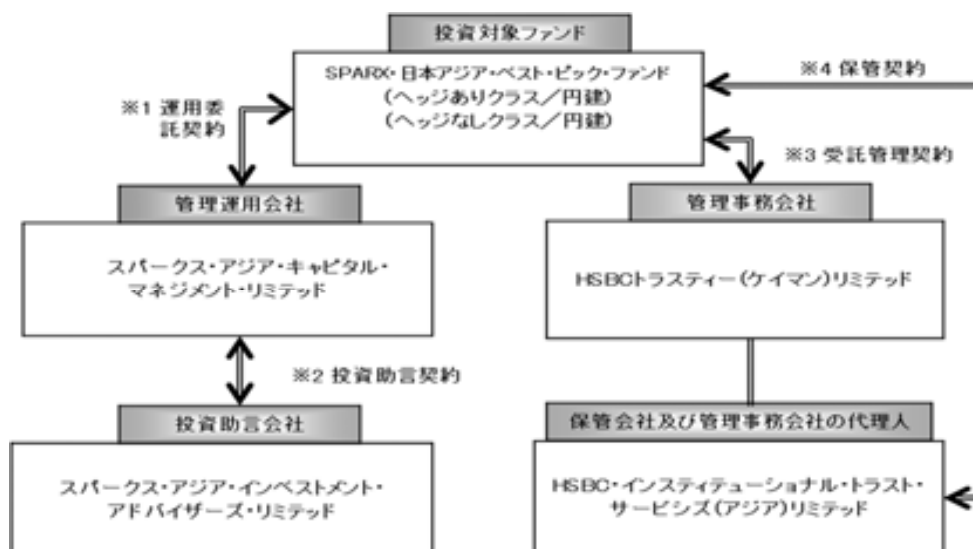 投資対象ファンド
SPARX・日本アジア・ベスト・ピック・ファンド
(ヘッジありクラス/円建)
(ヘッジなしクラス/円建)
※4 保管契約
※1 運用委
託契約
※3 受託管理契約
管理運用会社
スパークス・アジア・キャピタル・
マネジメント・リミテッド
管理事務会社
HSBCトラスティー(ケイマン)リミテッド
※2 投資助言契約
投資助言会社
スパークス・アジア・インベストメント・
アドバイザーズ・リミテッド
保管会社及び管理事務会社の代理人
HSBC・インスティテューショナル・トラスト・
サービシズ(アジア)リミテッド